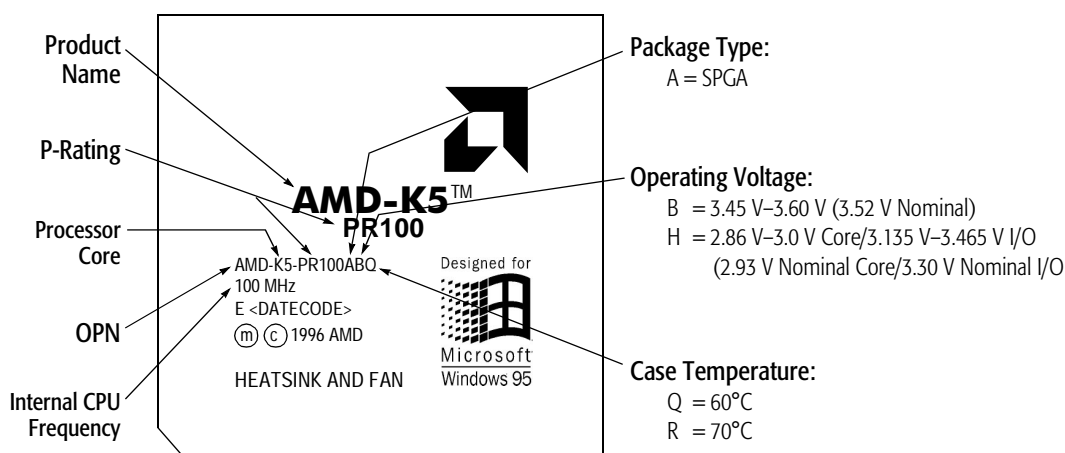 Product
Name
P-Rating
Processor
Core
OPN
Internal CPU
Frequency
AMD-K5™
PR100
AMD-K5-PR100ABQ
100 MHz
E <DATECODE>
m c 1996 AMD
HEATSINK AND FAN
Designed for
Microsoft
Windows 95
Package Type:
A = SPGA
Operating Voltage:
B = 3.45 V–3.60 V (3.52 V Nominal)
H = 2.86 V–3.0 V Core/3.135 V–3.465 V I/O
(2.93 V Nominal Core/3.30 V Nominal I/O
Case Temperature:
Q = 60°C
R = 70°C